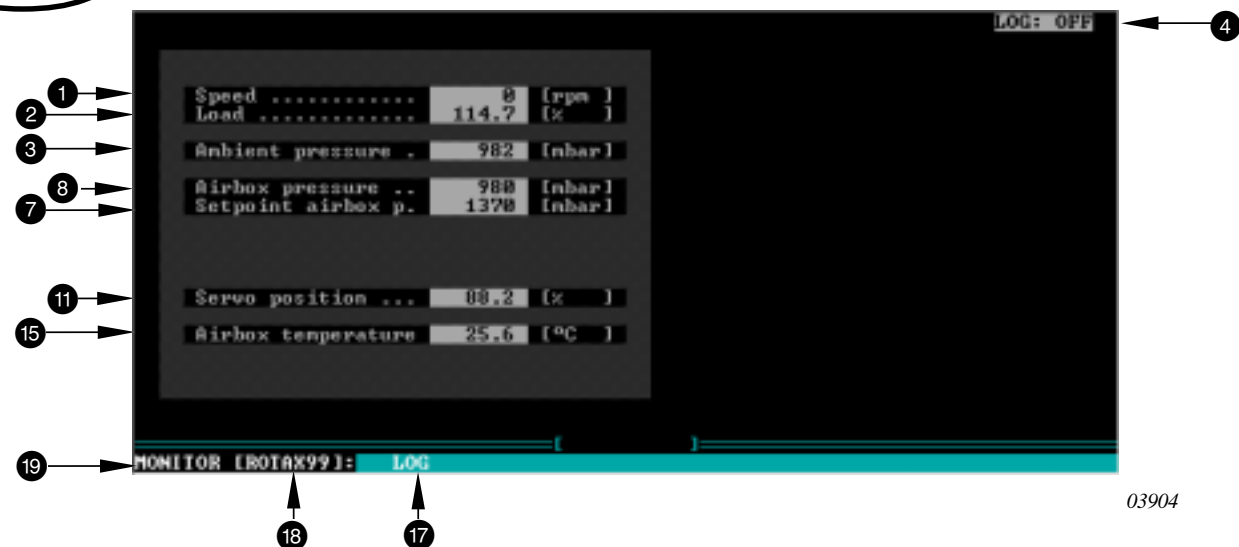 LOG: OFF 4
1 Speed ............ 0 [rpm ]
2 Load ............. 114.7 [% ]
3 Ambient pressure . 982 [mbar]
8 Airbox pressure .. 980 [mbar]
7 Setpoint airbox p. 1370 [mbar]
11 Servo position ... 88.2 [% ]
15 Airbox temperature 25.6 [°C ]
[ ]
19 MONITOR [ROTAX99]: LOG
03904
18 17